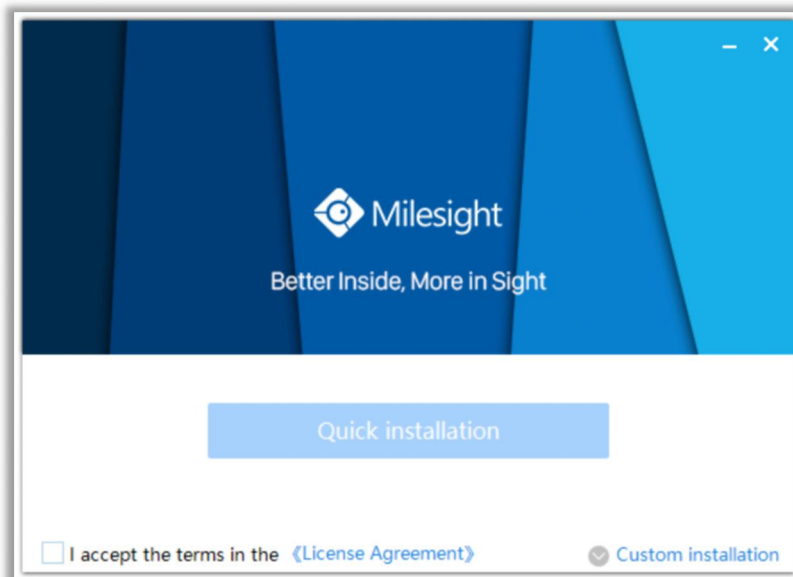 Milesight
Better Inside, More in Sight
Quick installation
I accept the terms in the 《License Agreement》
Custom installation